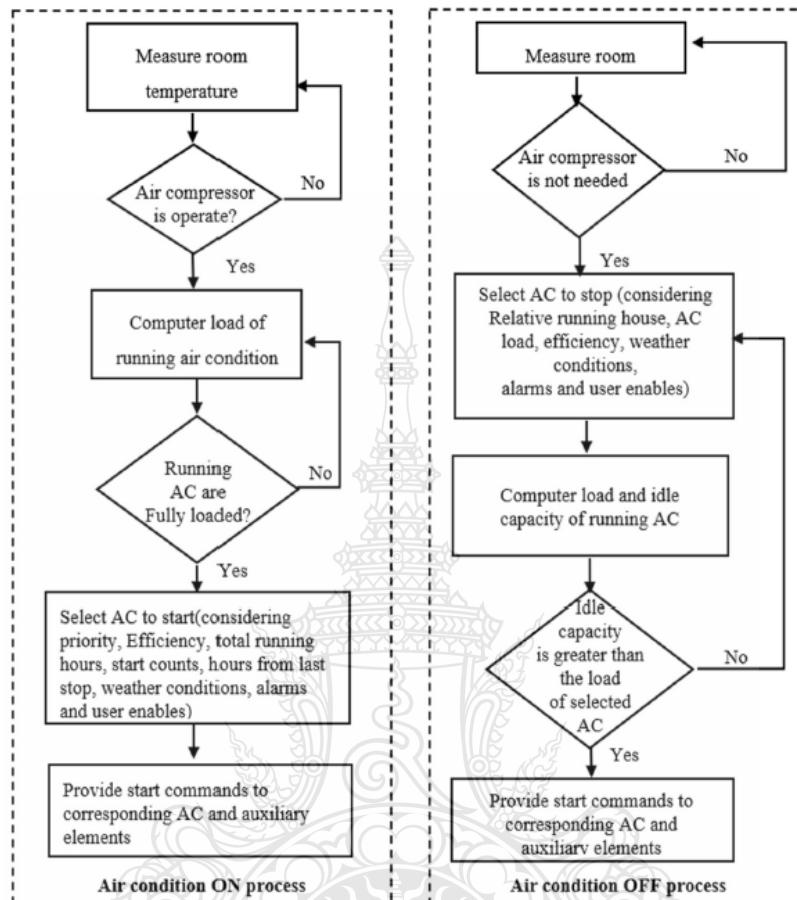 Measure room
temperature
No
Air compressor
is operate?
Yes
Computer load of
running air condition
No
Running
AC are
Fully loaded?
Yes
Select AC to start(considering
priority, Efficiency, total running
hours, start counts, hours from last
stop, weather conditions, alarms
and user enables)
Provide start commands to
corresponding AC and auxiliary
elements
Air condition ON process
Measure room
No
Air compressor
is not needed
Yes
Select AC to stop (considering
Relative running house, AC
load, efficiency, weather
conditions,
alarms and user enables)
Computer load and idle
capacity of running AC
Idle
capacity
is greater than
the load
of selected
AC
No
Yes
Provide start commands to
corresponding AC and
auxiliary elements
Air condition OFF process